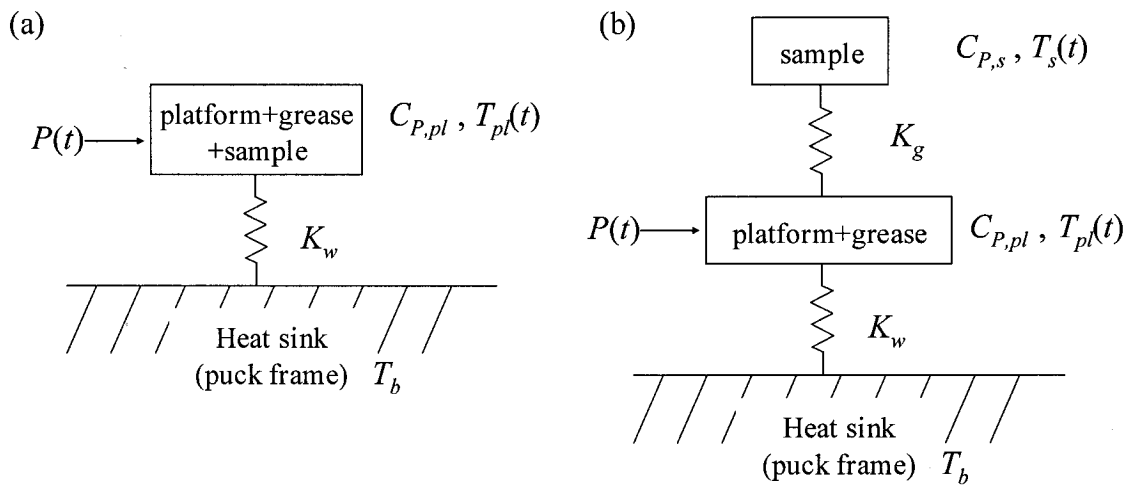 (a)
platform+grease
+sample
C_{P,pl} , T_{pl}(t)
P(t)
K_w
Heat sink
(puck frame) T_b
(b)
sample
C_{P,s} , T_s(t)
K_g
P(t)
platform+grease
C_{P,pl} , T_{pl}(t)
K_w
Heat sink
(puck frame) T_b